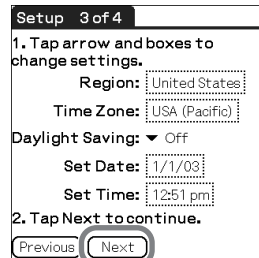 Setup 3 of 4
1. Tap arrow and boxes to
change settings.
Region: United States
Time Zone: USA (Pacific)
Daylight Saving: ▼ Off
Set Date: 1/1/03
Set Time: 12:51 pm
2. Tap Next to continue.
Previous Next